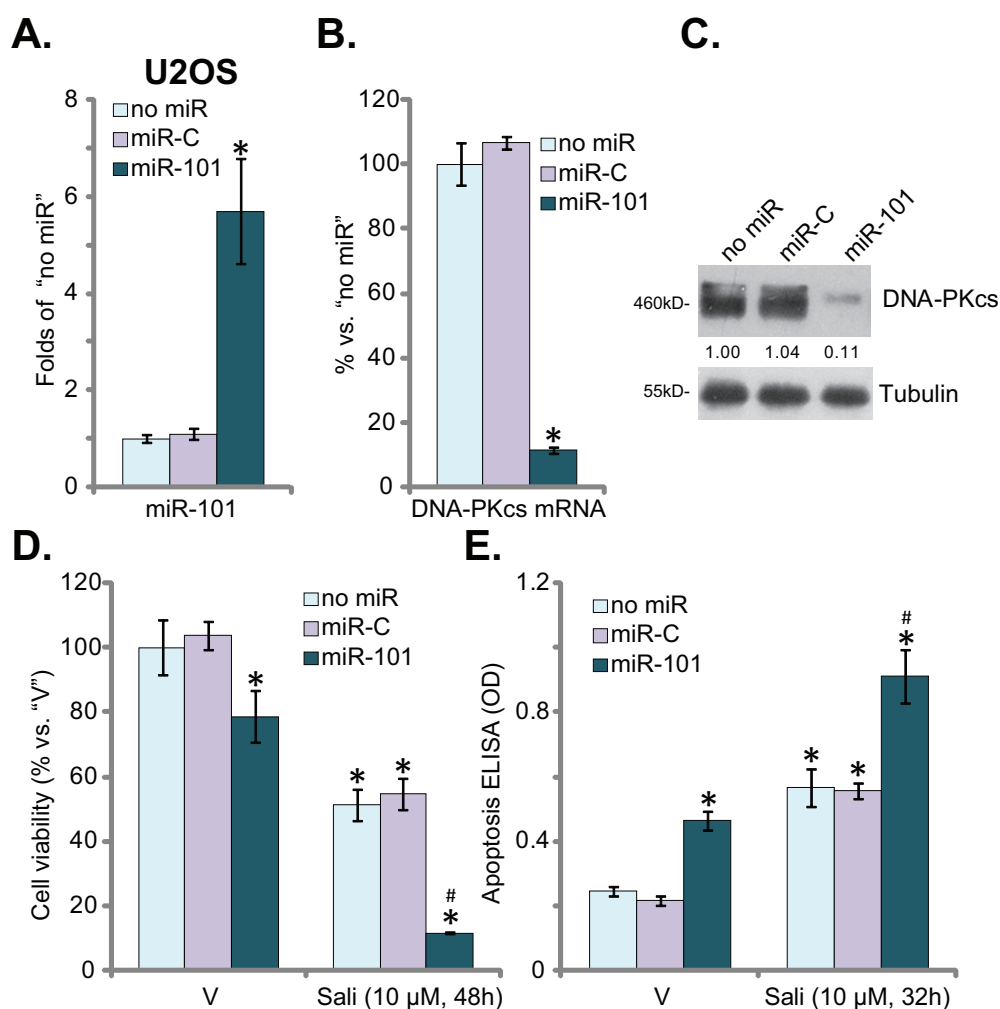 A.
U2OS
no miR
miR-C
miR-101
Folds of “no miR”
8
6
4
2
0
*
miR-101
B.
% vs. “no miR”
120
100
80
60
40
20
0
no miR
miR-C
miR-101
*
DNA-PKcs mRNA
C.
no miR
miR-C
miR-101
460kD-
DNA-PKcs
1.00 1.04 0.11
55kD-
Tubulin
D.
Cell viability (% vs. “V”)
120
100
80
60
40
20
0
no miR
miR-C
miR-101
*
*
*
#
*
V
Sali (10 µM, 48h)
E.
Apoptosis ELISA (OD)
1.2
0.8
0.4
0
no miR
miR-C
miR-101
*
*
*
#
*
V
Sali (10 µM, 32h)